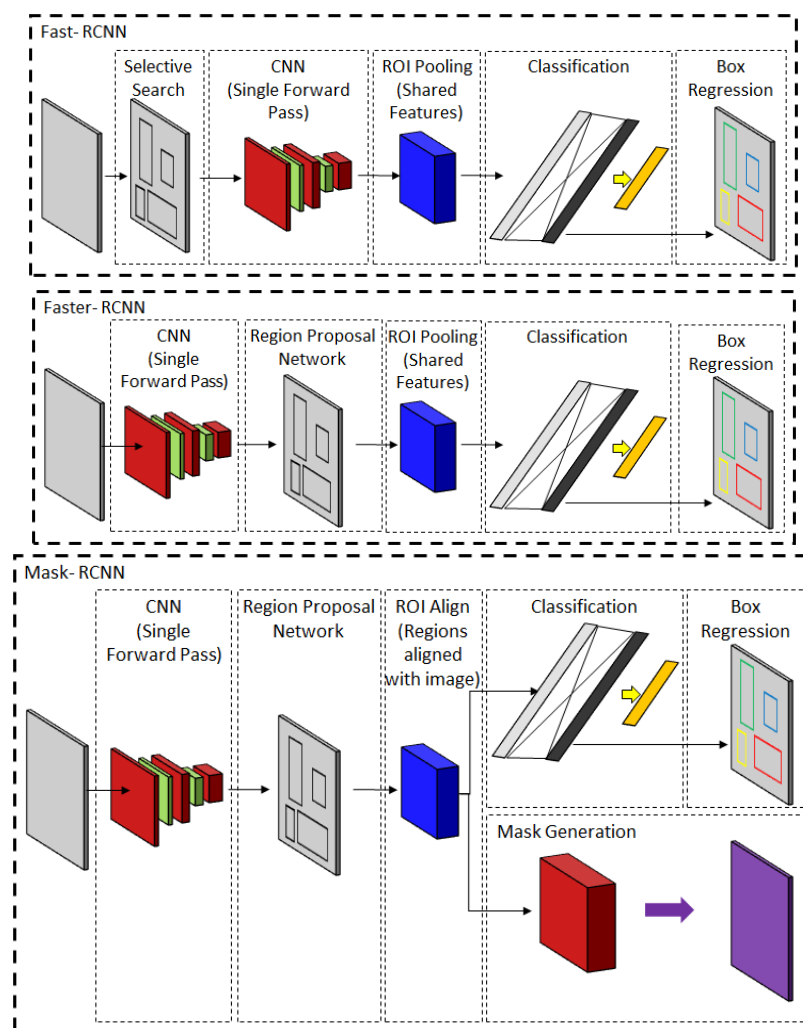 Fast- RCNN
Selective
Search
CNN
(Single Forward
Pass)
ROI Pooling
(Shared
Features)
Classification
Box
Regression
Faster- RCNN
CNN
(Single
Forward Pass)
Region Proposal
Network
ROI Pooling
(Shared
Features)
Classification
Box
Regression
Mask- RCNN
CNN
(Single
Forward Pass)
Region Proposal
Network
ROI Align
(Regions
aligned
with image)
Classification
Box
Regression
Mask Generation